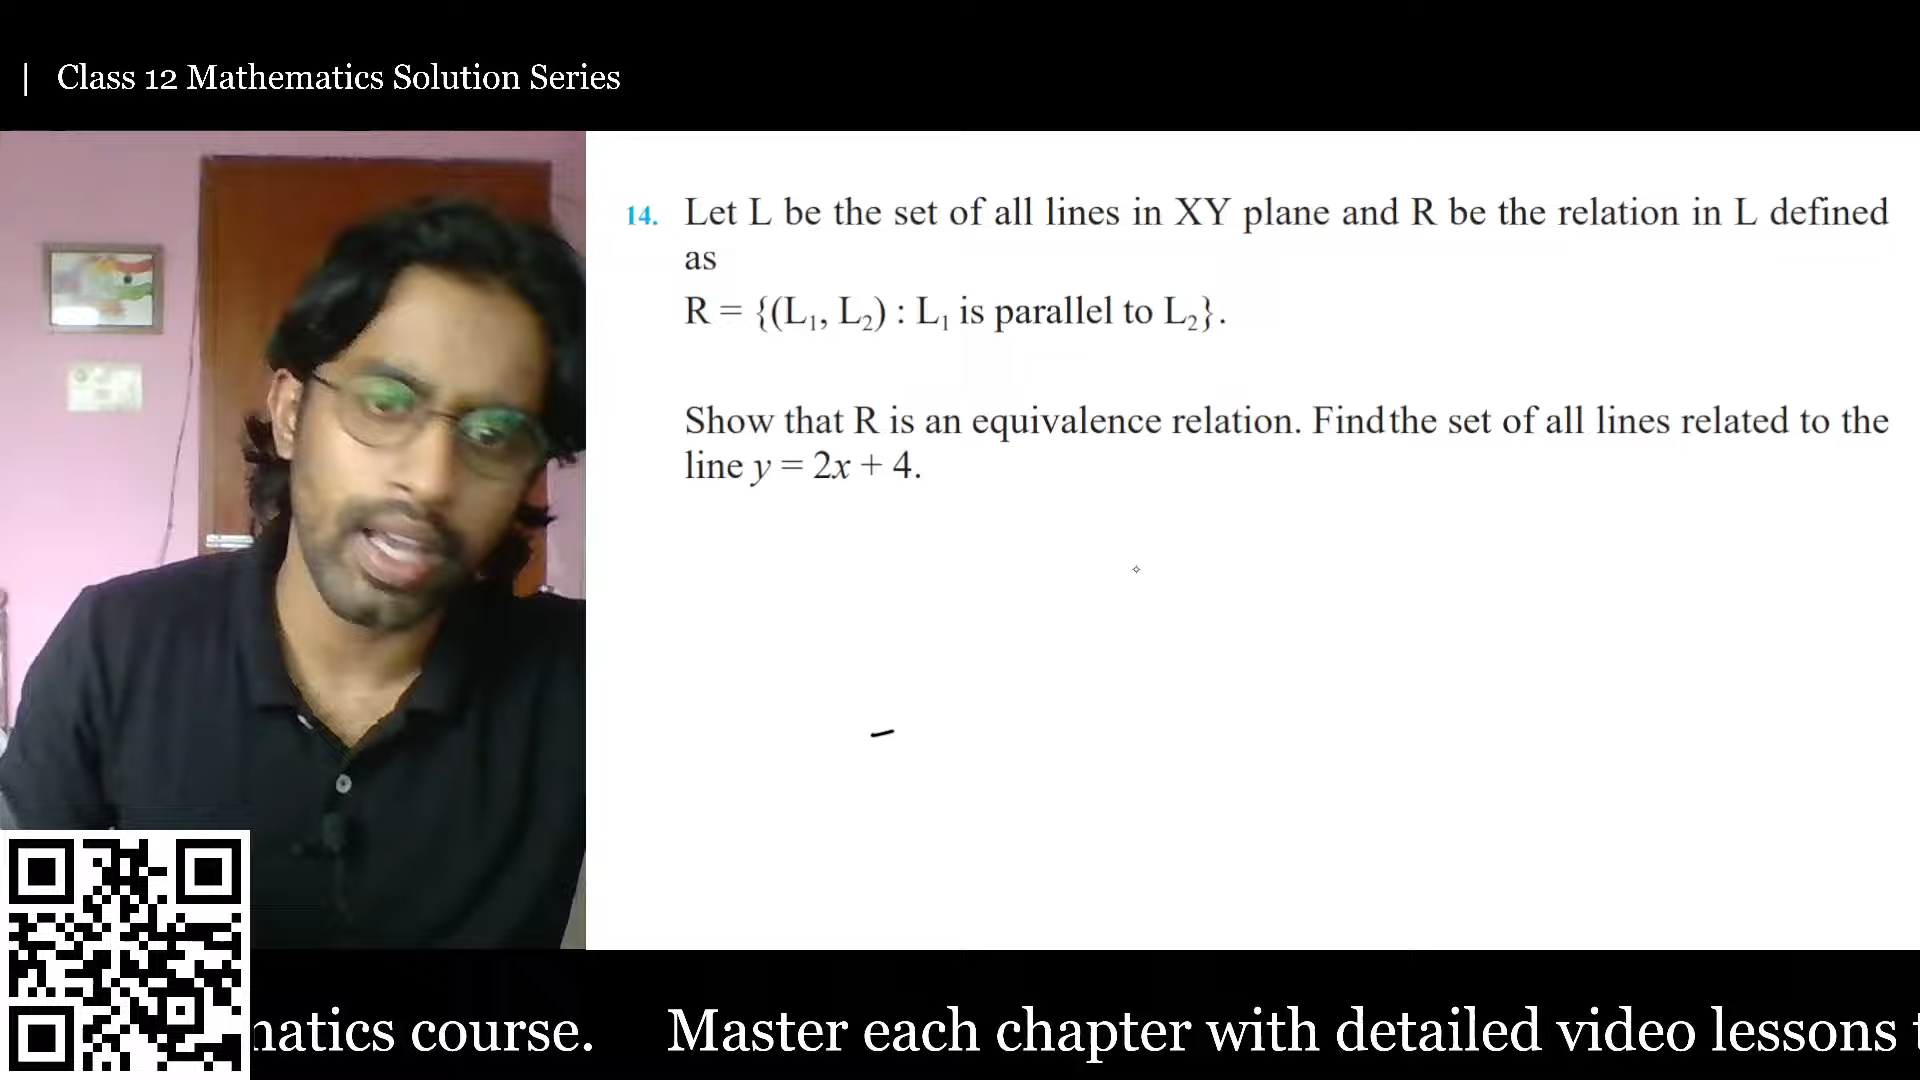 | Class 12 Mathematics Solution Series
14. Let L be the set of all lines in XY plane and R be the relation in L defined
as
R = {(L₁, L₂) : L₁ is parallel to L₂}.
Show that R is an equivalence relation. Find the set of all lines related to the
line y = 2x + 4.
matics course. Master each chapter with detailed video lessons